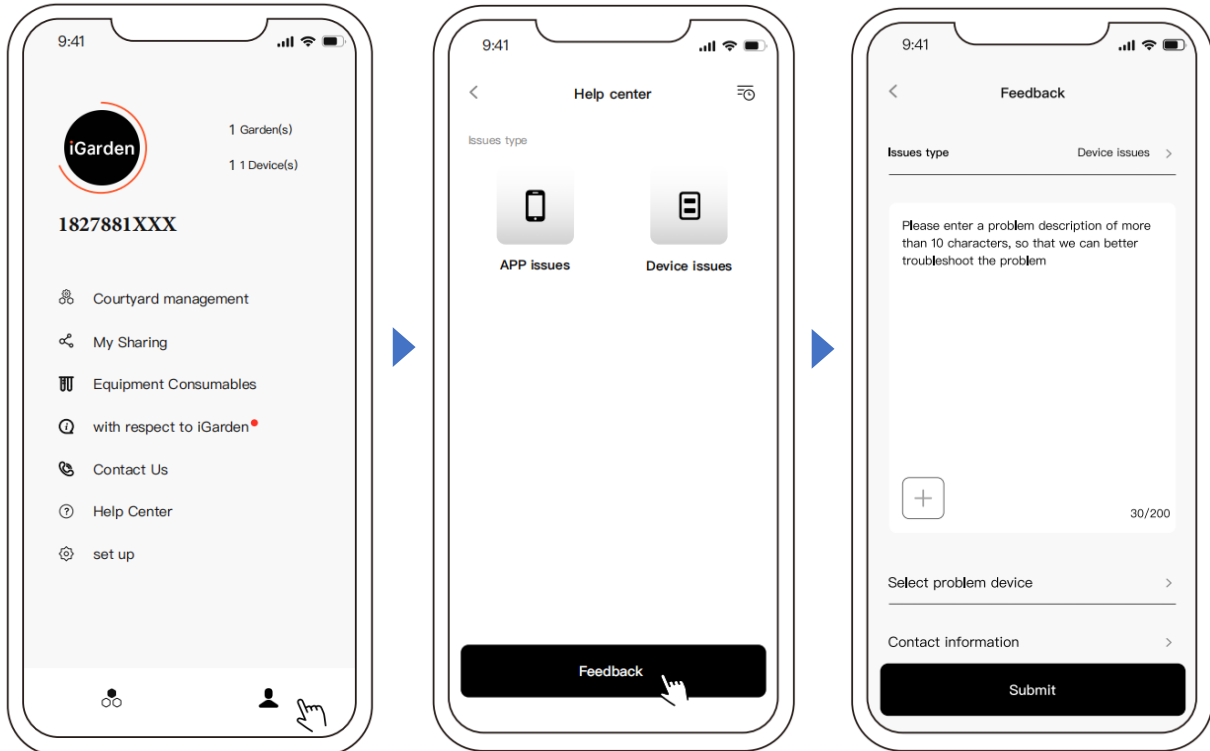 9:41
iGarden
1 Garden(s)
1 1 Device(s)
1827881XXX
Courtyard management
My Sharing
Equipment Consumables
with respect to iGarden
Contact Us
Help Center
set up
9:41
Help center
Issues type
APP issues
Device issues
Feedback
9:41
Feedback
Issues type
Device issues
Please enter a problem description of more
than 10 characters, so that we can better
troubleshoot the problem
30/200
Select problem device
Contact information
Submit